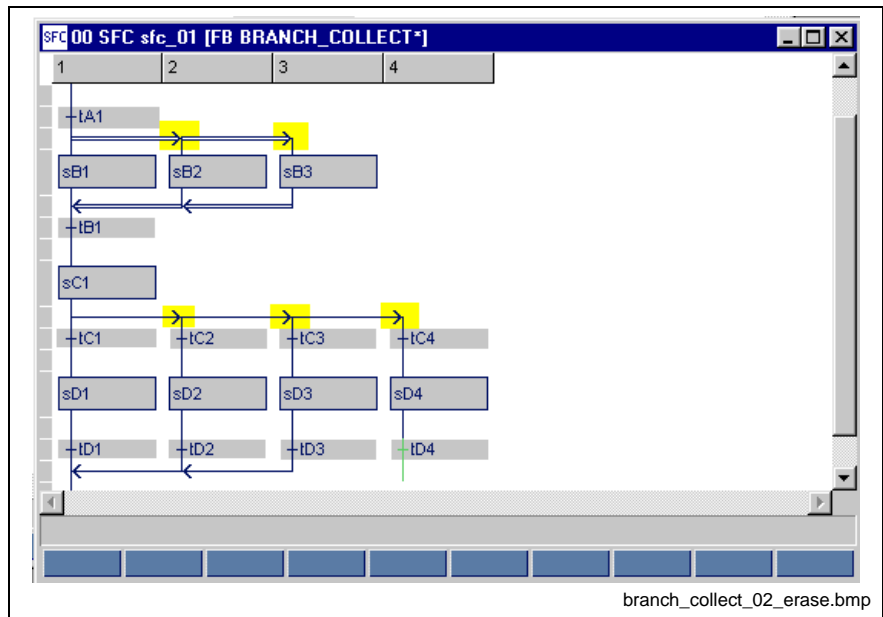 SFC 00 SFC sfc_01 [FB BRANCH_COLLECT*]
1 2 3 4
tA1
sB1 sB2 sB3
tB1
sC1
tC1 tC2 tC3 tC4
sD1 sD2 sD3 sD4
tD1 tD2 tD3 tD4
branch_collect_02_erase.bmp